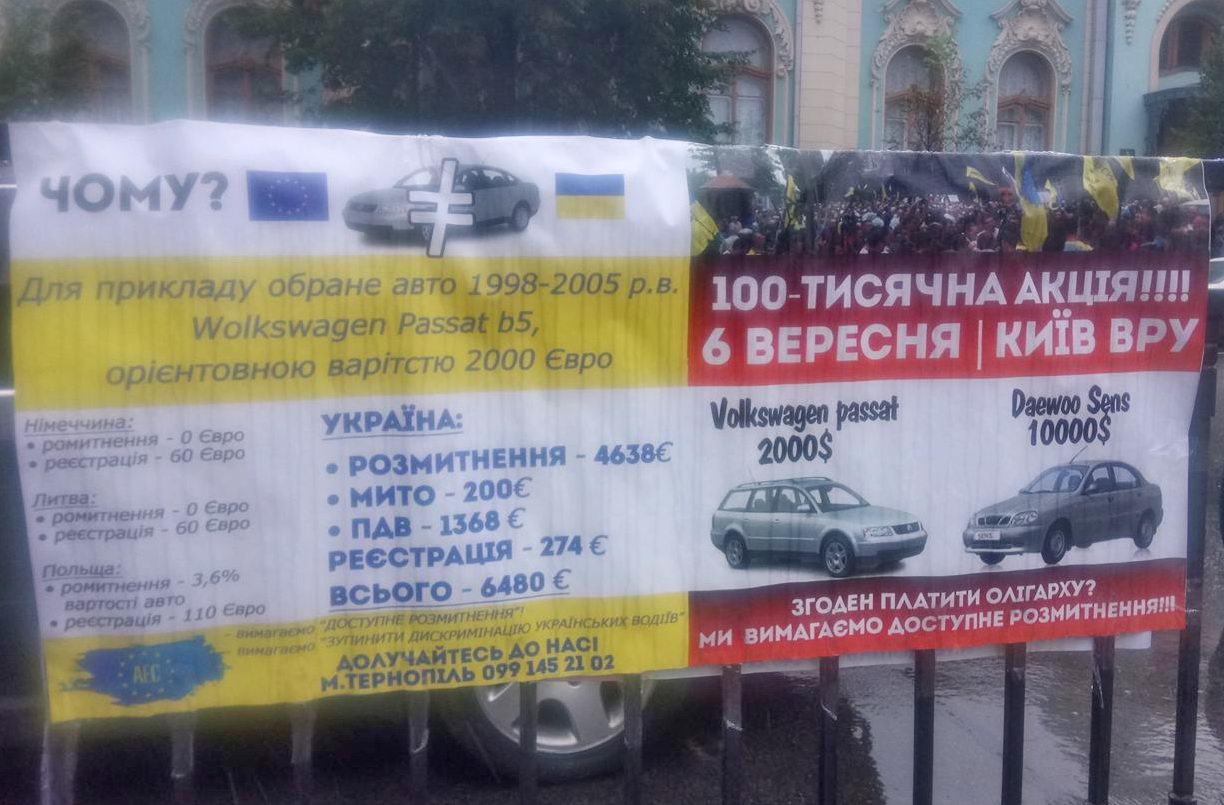 ЧОМУ?
Для прикладу обране авто 1998-2005 р.в.
Wolkswagen Passat b5,
орієнтовною варітстю 2000 Євро
Німеччина:
• ромитнення - 0 Євро
• реєстрація - 60 Євро
Литва:
• ромитнення - 0 Євро
• реєстрація - 60 Євро
Польща:
• ромитнення - 3,6%
вартості авто
• реєстрація - 110 Євро
УКРАЇНА:
• РОЗМИТНЕННЯ - 4638€
• МИТО - 200€
• ПДВ - 1368 €
РЕЄСТРАЦІЯ - 274 €
ВСЬОГО - 6480 €
- вимагаємо "ДОСТУПНЕ РОЗМИТНЕННЯ"!
- вимагаємо "ЗУПИНИТИ ДИСКРИМІНАЦІЮ УКРАЇНСЬКИХ ВОДІЇВ"
ДОЛУЧАЙТЕСЬ ДО НАС!
М.ТЕРНОПІЛЬ 099 145 21 02
АЕС
100-ТИСЯЧНА АКЦІЯ!!!!
6 ВЕРЕСНЯ | КИЇВ ВРУ
Volkswagen passat
2000$
Daewoo Sens
10000$
SENS
ЗГОДЕН ПЛАТИТИ ОЛІГАРХУ?
МИ ВИМАГАЄМО ДОСТУПНЕ РОЗМИТНЕННЯ!!!